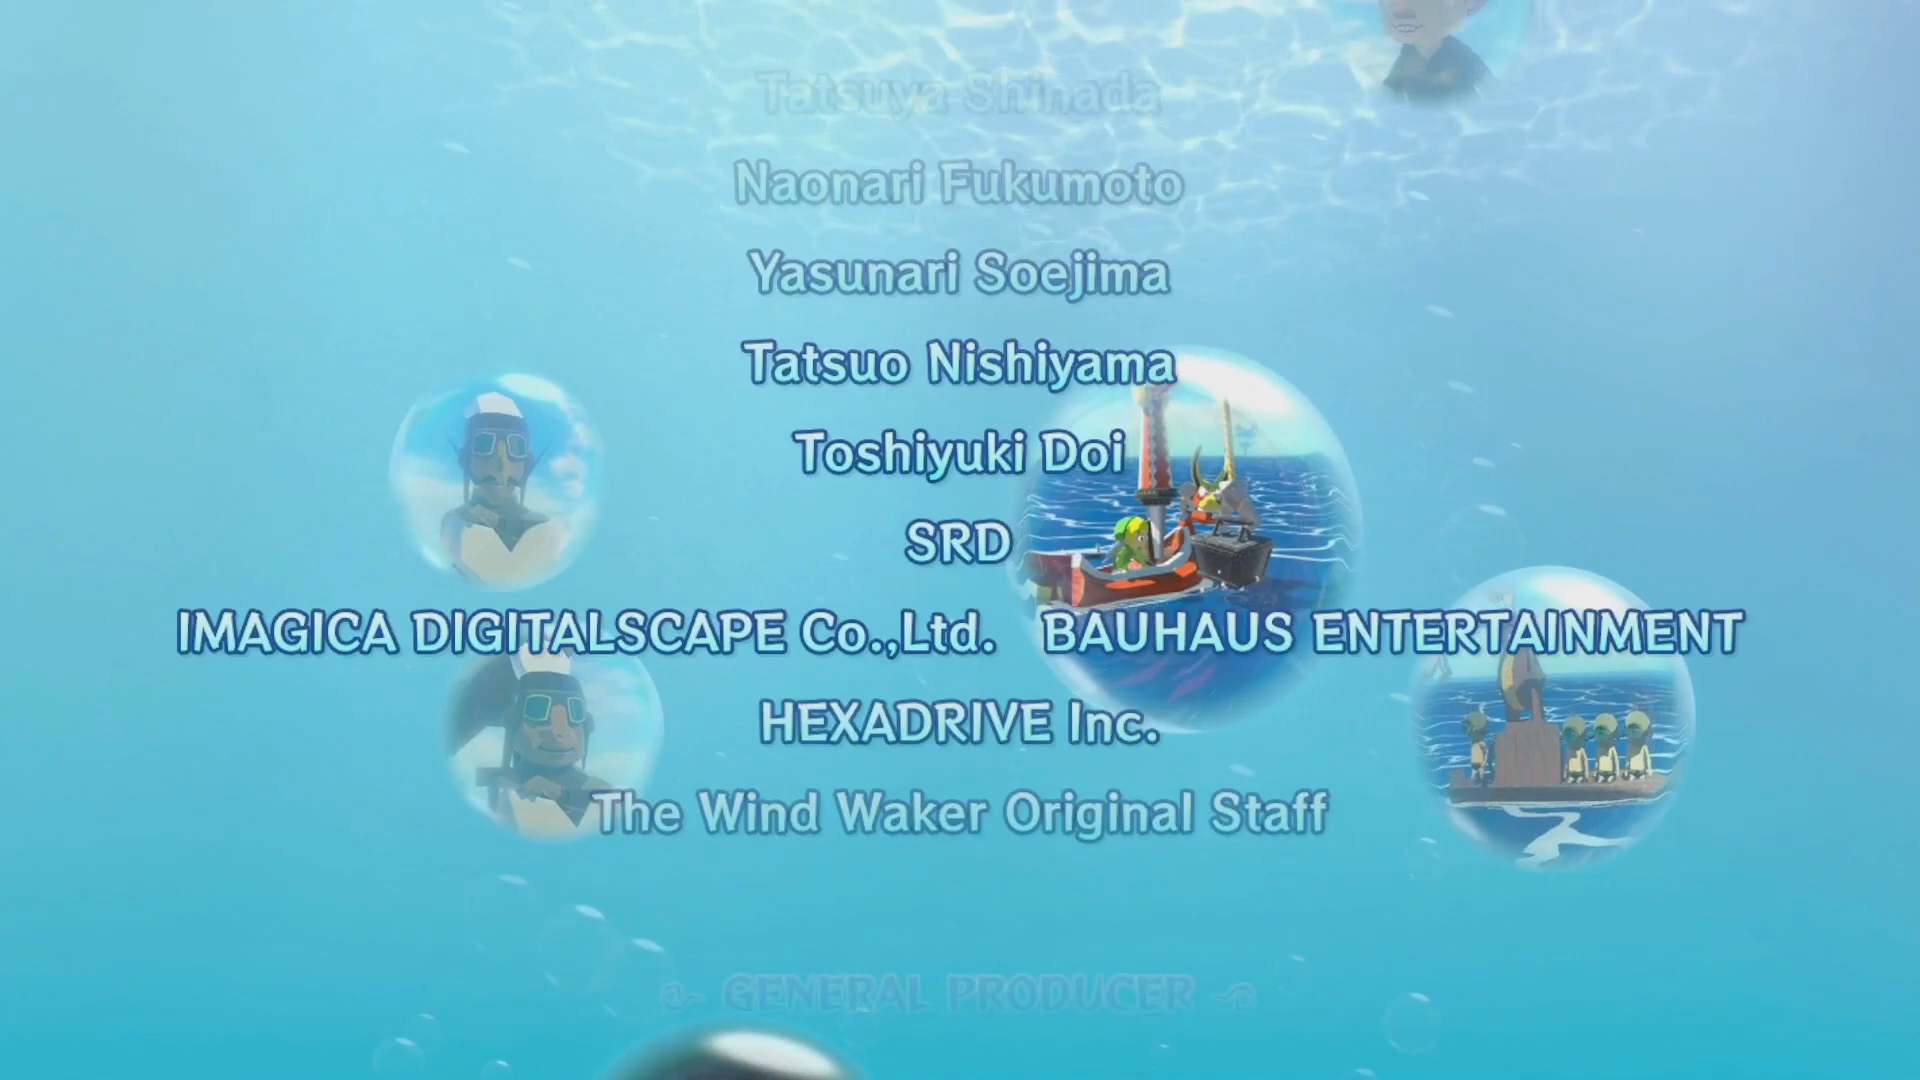 Tatsuya Shinada
Naonari Fukumoto
Yasunari Soejima
Tatsuo Nishiyama
Toshiyuki Doi
SRD
IMAGICA DIGITALSCAPE Co.,Ltd. BAUHAUS ENTERTAINMENT
HEXADRIVE Inc.
The Wind Waker Original Staff
GENERAL PRODUCER